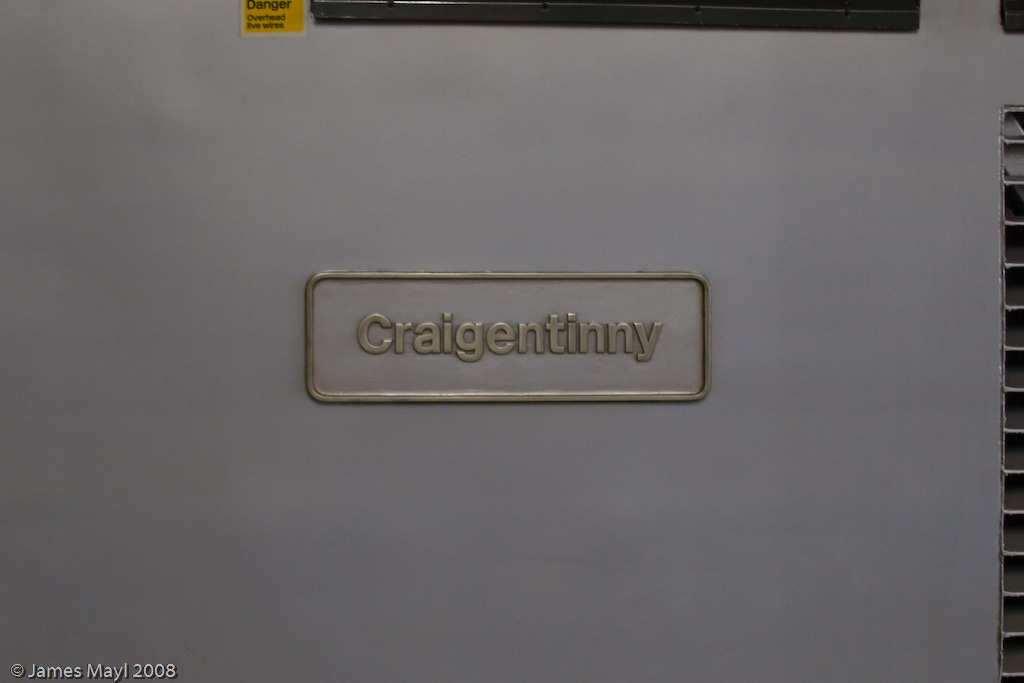 Danger
Overhead
live wires
Craigentinny
© James Mayl 2008